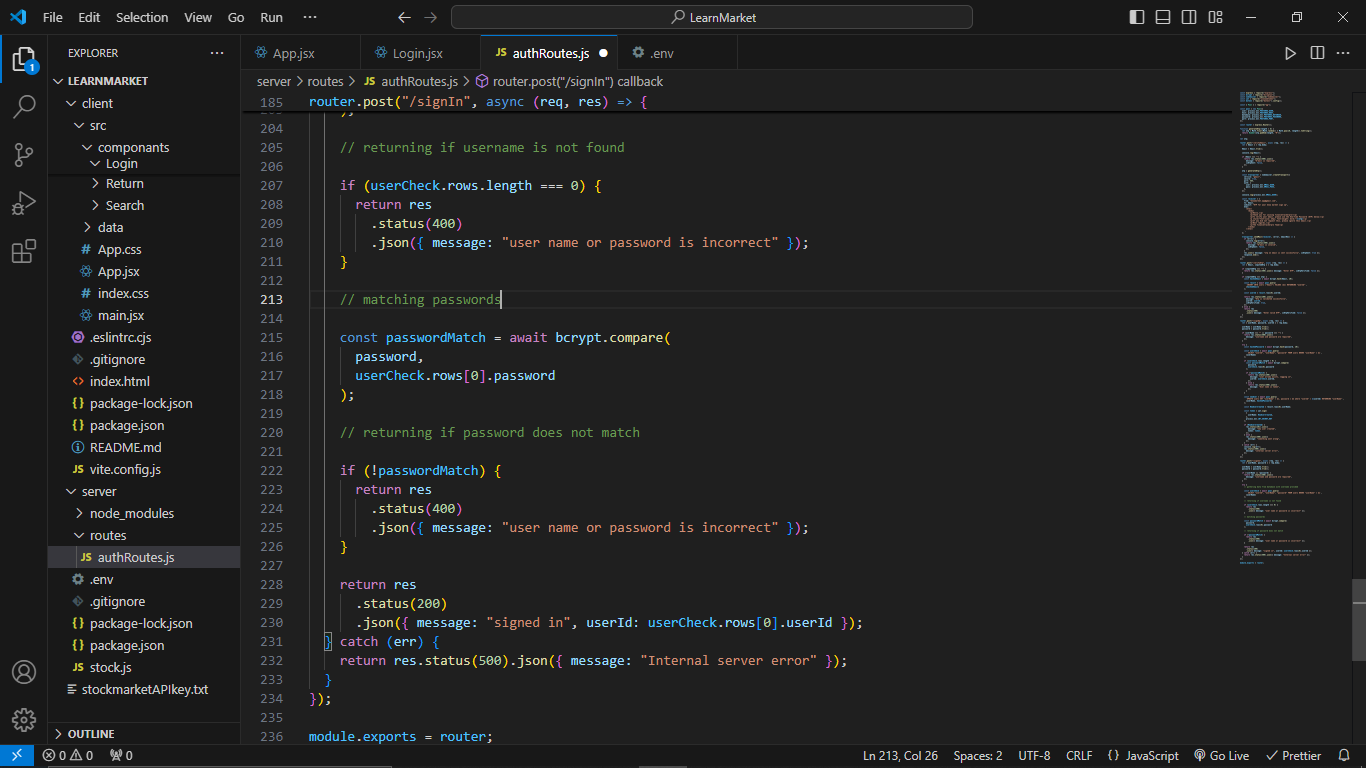 File Edit Selection View Go Run ··· LearnMarket
EXPLORER ···
1
LEARNMARKET
client
src
componants
Login
Return
Search
data
# App.css
App.jsx
# index.css
main.jsx
.eslintrc.cjs
.gitignore
<> index.html
{} package-lock.json
{} package.json
README.md
JS vite.config.js
server
node_modules
routes
JS authRoutes.js
.env
.gitignore
{} package-lock.json
{} package.json
JS stock.js
stockmarketAPIkey.txt
OUTLINE
App.jsx Login.jsx JS authRoutes.js ● .env
server > routes > JS authRoutes.js > router.post("/signIn") callback
185 router.post("/signIn", async (req, res) => {
203 );
204
205 // returning if username is not found
206
207 if (userCheck.rows.length === 0) {
208 return res
209 .status(400)
210 .json({ message: "user name or password is incorrect" });
211 }
212
213 // matching passwords
214
215 const passwordMatch = await bcrypt.compare(
216 password,
217 userCheck.rows[0].password
218 );
219
220 // returning if password does not match
221
222 if (!passwordMatch) {
223 return res
224 .status(400)
225 .json({ message: "user name or password is incorrect" });
226 }
227
228 return res
229 .status(200)
230 .json({ message: "signed in", userId: userCheck.rows[0].userId });
231 } catch (err) {
232 return res.status(500).json({ message: "Internal server error" });
233 }
234 });
235
236 module.exports = router;
0 0 0 Ln 213, Col 26 Spaces: 2 UTF-8 CRLF {} JavaScript Go Live Prettier